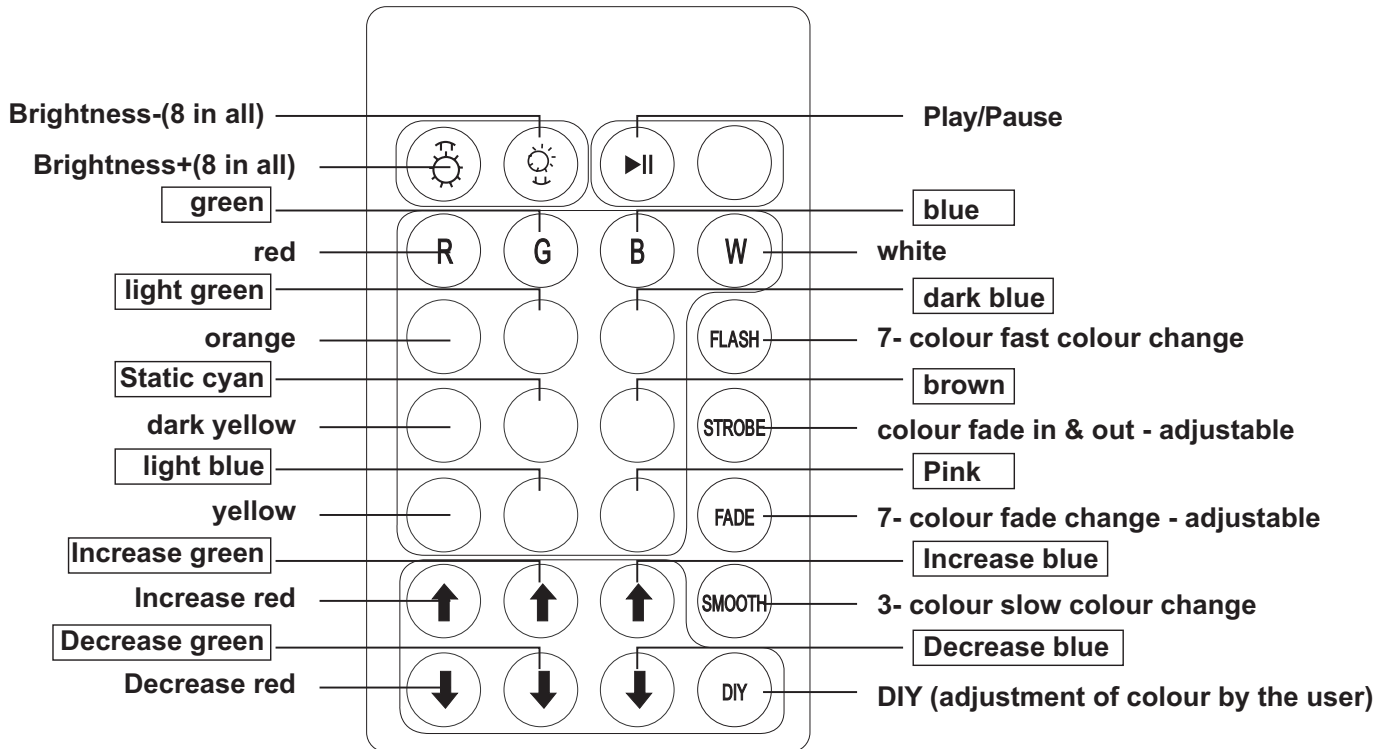 Brightness-(8 in all)
Play/Pause
Brightness+(8 in all)
green
blue
R G B W
red
white
light green
dark blue
orange
FLASH
7- colour fast colour change
Static cyan
brown
dark yellow
STROBE
colour fade in & out - adjustable
light blue
Pink
yellow
FADE
7- colour fade change - adjustable
Increase green
Increase blue
Increase red
SMOOTH
3- colour slow colour change
Decrease green
Decrease blue
Decrease red
DIY
DIY (adjustment of colour by the user)